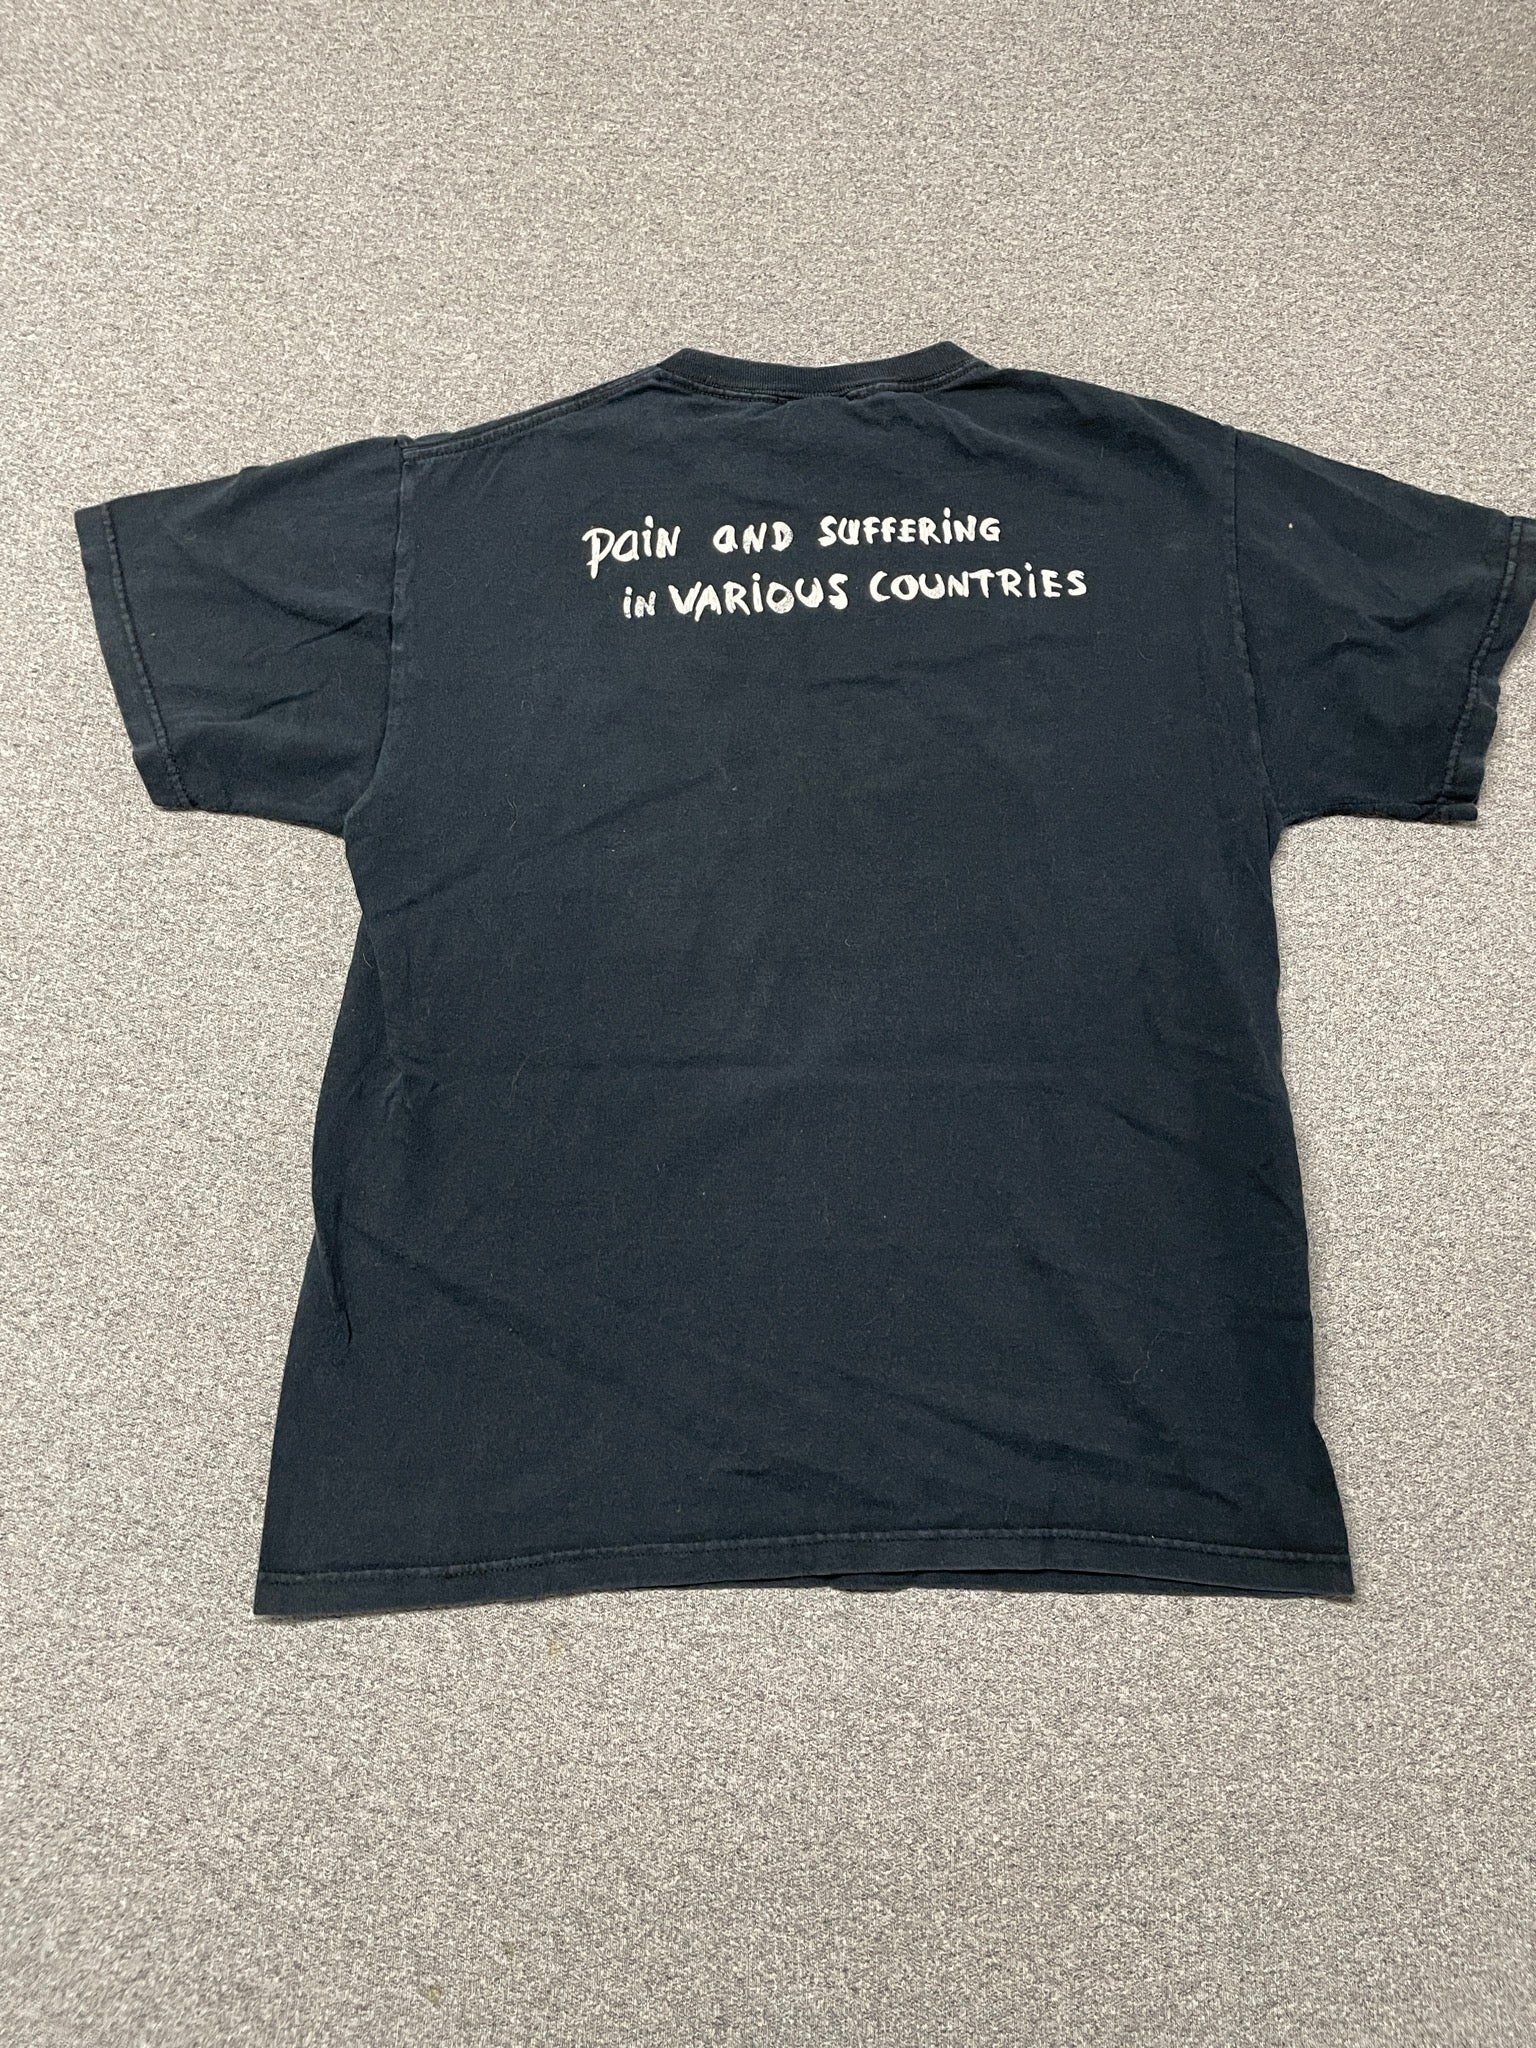 PaiN aND SUFFERiNG
iN VARiOUS COUNTRiES